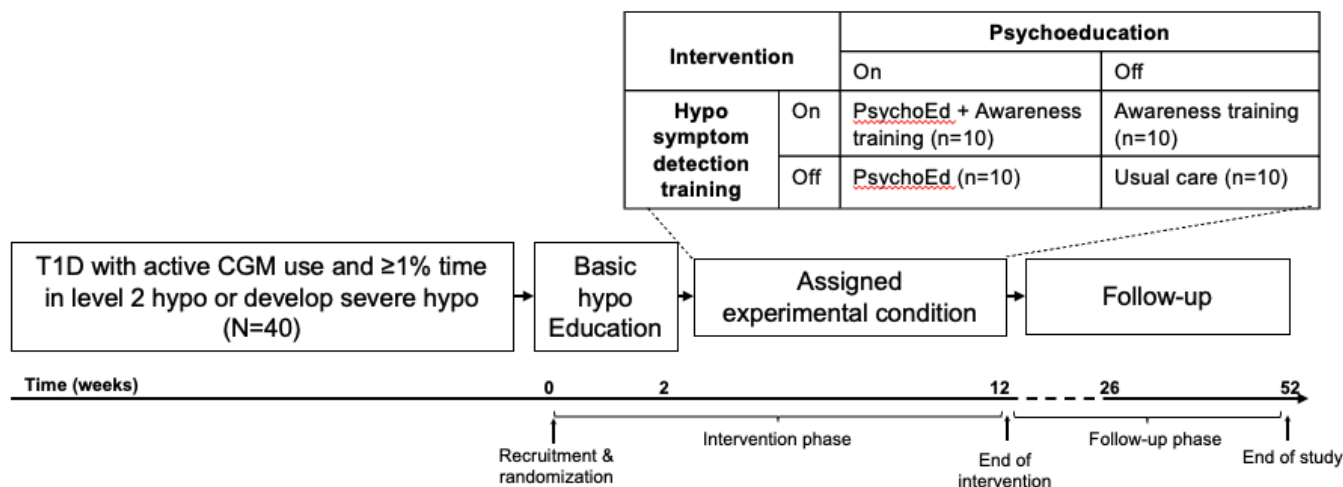 Intervention
Psychoeducation
On
Off
Hypo
symptom
detection
training
On
PsychoEd + Awareness
training (n=10)
Awareness training
(n=10)
Off
PsychoEd (n=10)
Usual care (n=10)
T1D with active CGM use and ≥1% time
in level 2 hypo or develop severe hypo
(N=40)
Basic
hypo
Education
Assigned
experimental condition
Follow-up
Time (weeks)
0
2
12
26
52
Intervention phase
Follow-up phase
Recruitment &
randomization
End of
intervention
End of study